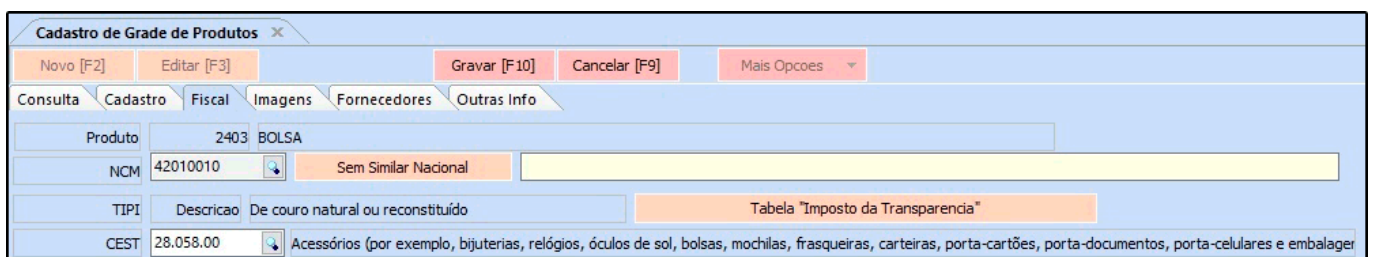 Cadastro de Grade de Produtos
Novo [F2] Editar [F3] Gravar [F10] Cancelar [F9] Mais Opcoes
Consulta Cadastro Fiscal Imagens Fornecedores Outras Info
Produto 2403 BOLSA
NCM 42010010 Sem Similar Nacional
TIPI Descricao De couro natural ou reconstituído Tabela "Imposto da Transparencia"
CEST 28.058.00 Acessórios (por exemplo, bijuterias, relógios, óculos de sol, bolsas, mochilas, frasqueiras, carteiras, porta-cartões, porta-documentos, porta-celulares e embalager